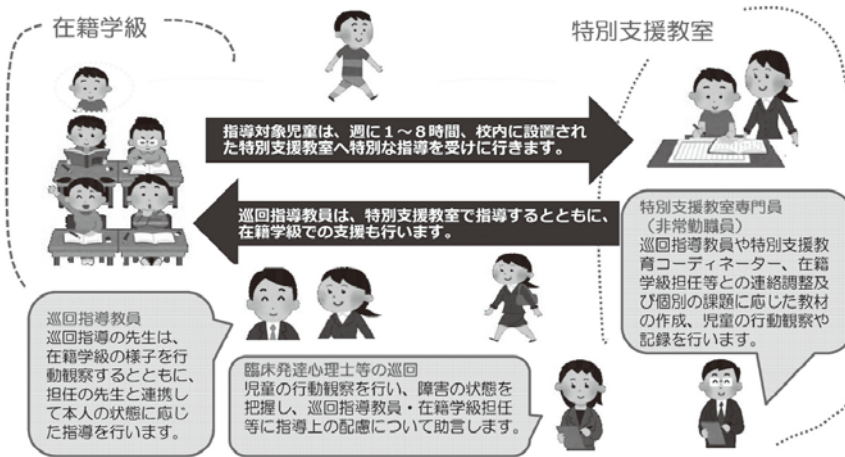 在籍学級
特別支援教室
指導対象児童は、週に１～８時間、校内に設置され
た特別支援教室へ特別な指導を受けに行きます。
巡回指導教員は、特別支援教室で指導するとともに、
在籍学級での支援も行います。
特別支援教室専門員
（非常勤職員）
巡回指導教員や特別支援教
育コーディネーター、在籍
学級担任等との連絡調整及
び個別の課題に応じた教材
の作成、児童の行動観察や
記録を行います。
巡回指導教員
巡回指導の先生は、
在籍学級の様子を行
動観察するとともに、
担任の先生と連携し
て本人の状態に応じ
た指導を行います。
臨床発達心理士等の巡回
児童の行動観察を行い、障害の状態を
把握し、巡回指導教員・在籍学級担任
等に指導上の配慮について助言します。